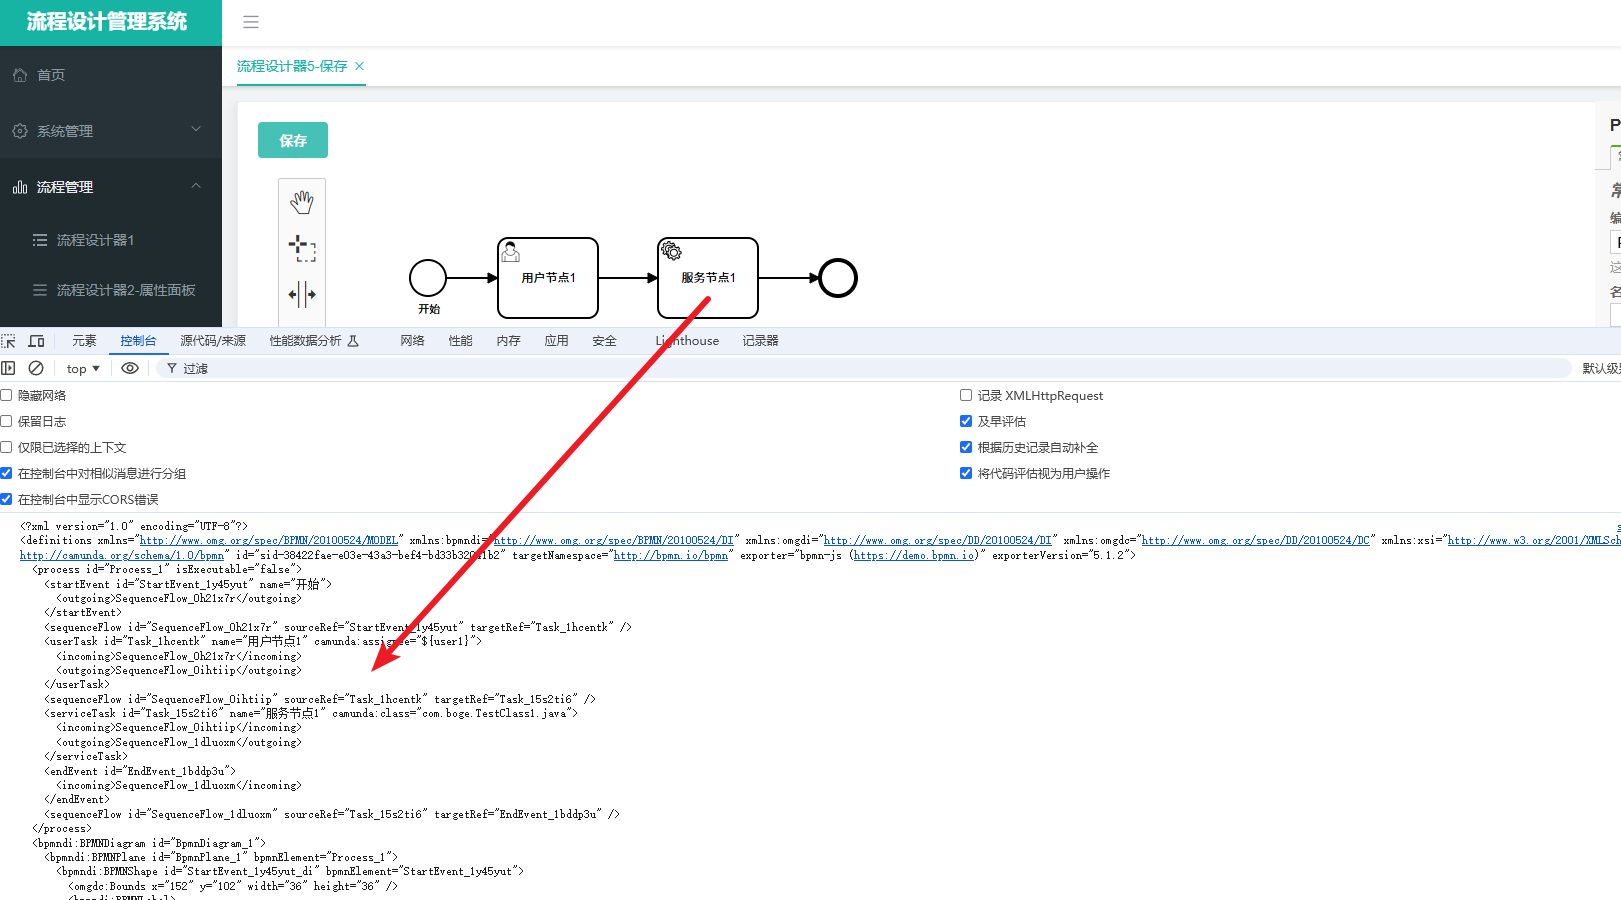 流程设计管理系统
流程设计器5-保存
首页
系统管理
流程管理
流程设计器1
流程设计器2-属性面板
保存
用户节点1
服务节点1
开始
元素 控制台 源代码/来源 性能数据分析 网络 性能 内存 应用 安全 Lighthouse 记录器
top 过滤 默认级
隐藏网络
保留日志
仅限已选择的上下文
在控制台中对相似消息进行分组
在控制台中显示CORS错误
记录 XMLHttpRequest
及早评估
根据历史记录自动补全
将代码评估视为用户操作
<?xml version="1.0" encoding="UTF-8"?>
<definitions xmlns="http://www.omg.org/spec/BPMN/20100524/MODEL" xmlns:bpmndi="http://www.omg.org/spec/BPMN/20100524/DI" xmlns:omgdi="http://www.omg.org/spec/DD/20100524/DI" xmlns:omgdc="http://www.omg.org/spec/DD/20100524/DC" xmlns:xsi="http://www.w3.org/2001/XMLSch
http://camunda.org/schema/1.0/bpmn" targetNamespace="http://bpmn.io/bpmn" exporter="bpmn-js (https://demo.bpmn.io)" exporterVersion="5.1.2">
<process id="Process_1" isExecutable="false">
<startEvent id="StartEvent_1y45yut" name="开始">
<outgoing>SequenceFlow_0h21x7r</outgoing>
</startEvent>
<sequenceFlow id="SequenceFlow_0h21x7r" sourceRef="StartEvent_1y45yut" targetRef="Task_1hcentk" />
<userTask id="Task_1hcentk" name="用户节点1" camunda:assignee="${user1}">
<incoming>SequenceFlow_0h21x7r</incoming>
<outgoing>SequenceFlow_0ihtiip</outgoing>
</userTask>
<sequenceFlow id="SequenceFlow_0ihtiip" sourceRef="Task_1hcentk" targetRef="Task_15s2ti6" />
<serviceTask id="Task_15s2ti6" name="服务节点1" camunda:class="com.boge.TestClass1.java">
<incoming>SequenceFlow_0ihtiip</incoming>
<outgoing>SequenceFlow_1dluoxm</outgoing>
</serviceTask>
<endEvent id="EndEvent_1bddp3u">
<incoming>SequenceFlow_1dluoxm</incoming>
</endEvent>
<sequenceFlow id="SequenceFlow_1dluoxm" sourceRef="Task_15s2ti6" targetRef="EndEvent_1bddp3u" />
</process>
<bpmndi:BPMNDiagram id="BpmnDiagram_1">
<bpmndi:BPMNPlane id="BpmnPlane_1" bpmnElement="Process_1">
<bpmndi:BPMNShape id="StartEvent_1y45yut_di" bpmnElement="StartEvent_1y45yut">
<omgdc:Bounds x="152" y="102" width="36" height="36" />